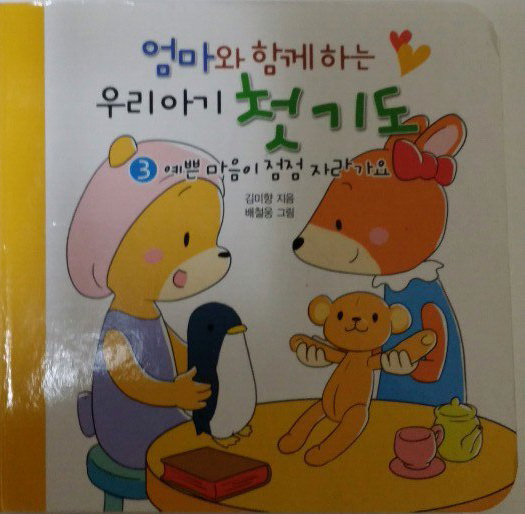 엄마와 함께 하는
우리아기 첫 기도
3 예쁜 마음이 점점 자라가요
김미향 지음
배철웅 그림